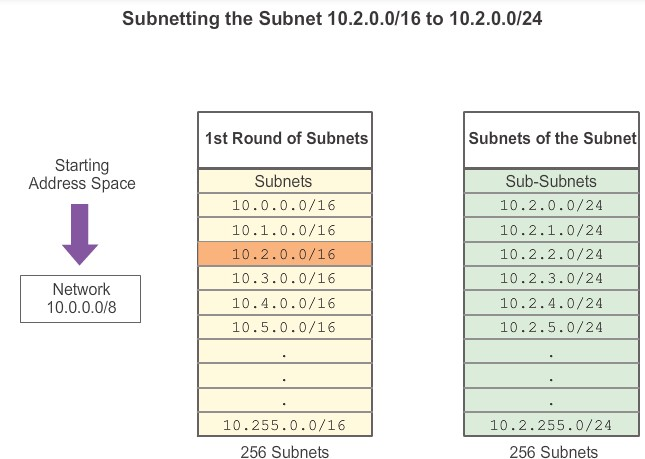 Subnetting the Subnet 10.2.0.0/16 to 10.2.0.0/24
Starting
Address Space
Network
10.0.0.0/8
1st Round of Subnets
Subnets
10.0.0.0/16
10.1.0.0/16
10.2.0.0/16
10.3.0.0/16
10.4.0.0/16
10.5.0.0/16
.
.
.
10.255.0.0/16
256 Subnets
Subnets of the Subnet
Sub-Subnets
10.2.0.0/24
10.2.1.0/24
10.2.2.0/24
10.2.3.0/24
10.2.4.0/24
10.2.5.0/24
.
.
.
10.2.255.0/24
256 Subnets